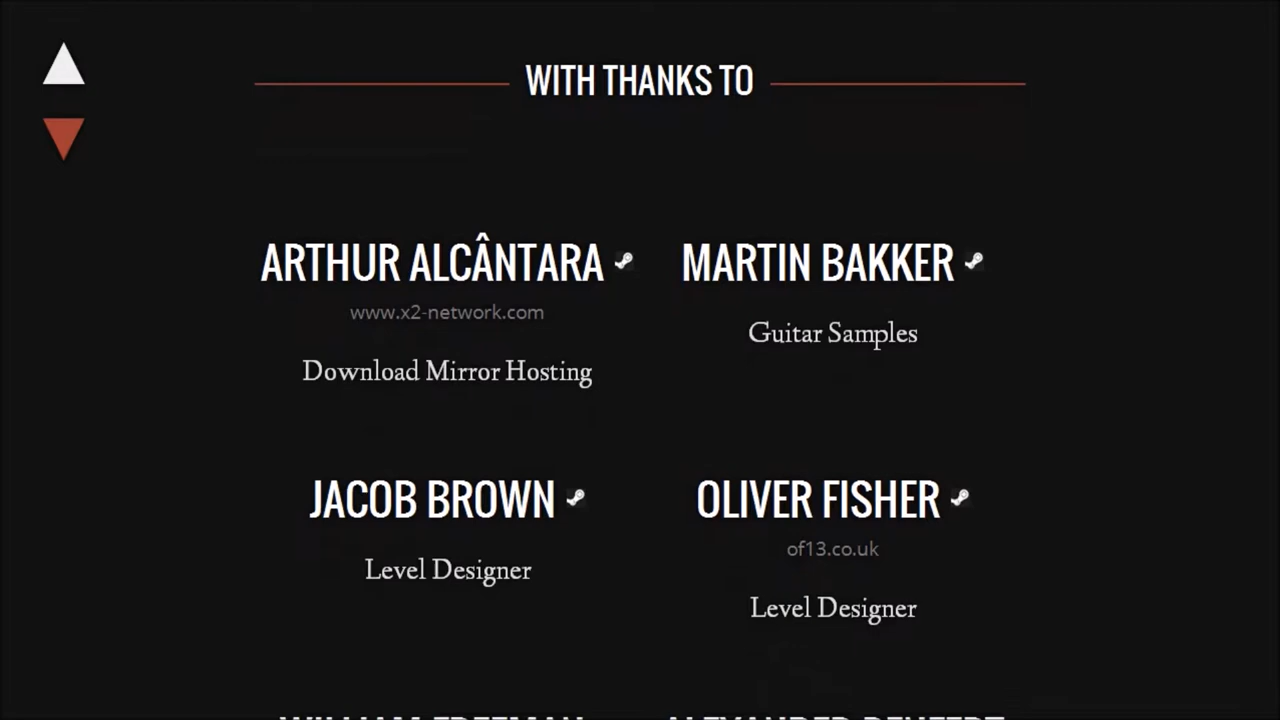 WITH THANKS TO
ARTHUR ALCÂNTARA
www.x2-network.com
Download Mirror Hosting
MARTIN BAKKER
Guitar Samples
JACOB BROWN
Level Designer
OLIVER FISHER
of13.co.uk
Level Designer